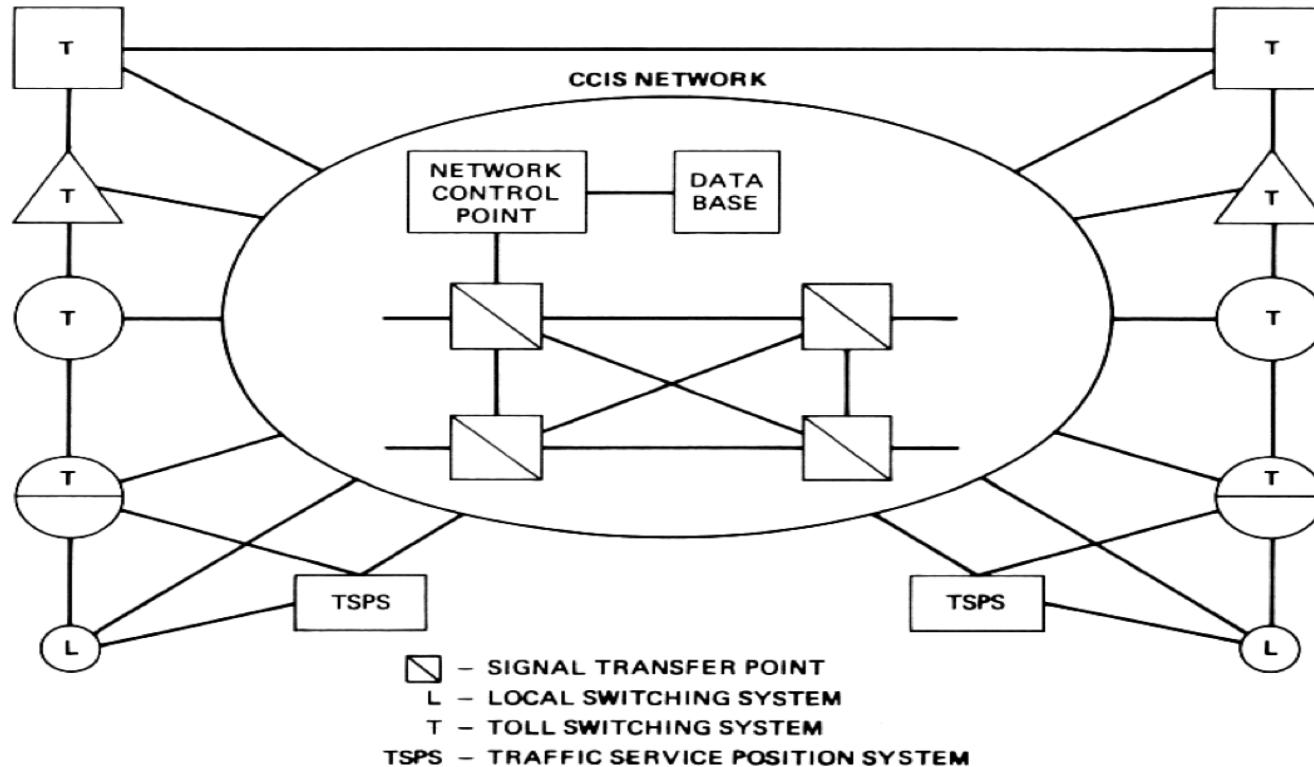 T
T
CCIS NETWORK
NETWORK
CONTROL
POINT
DATA
BASE
T
T
T
T
T
T
TSPS
TSPS
L
L
– SIGNAL TRANSFER POINT
L – LOCAL SWITCHING SYSTEM
T – TOLL SWITCHING SYSTEM
TSPS – TRAFFIC SERVICE POSITION SYSTEM